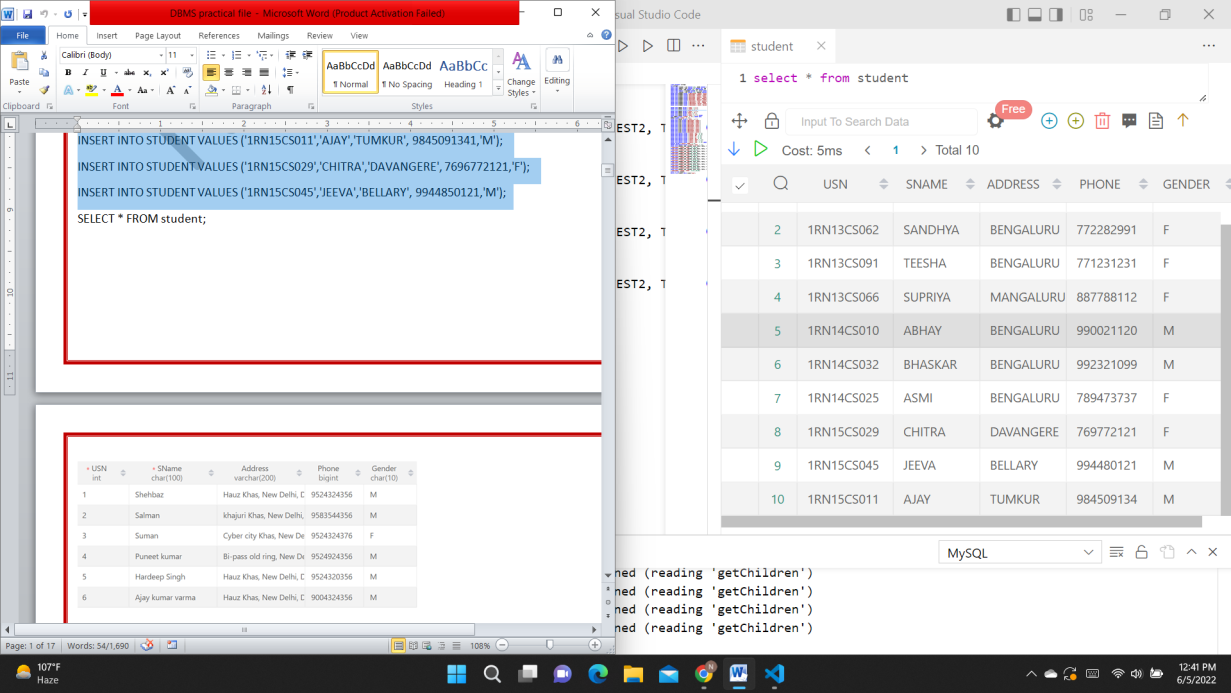 DBMS practical file - Microsoft Word (Product Activation Failed)
File Home Insert Page Layout References Mailings Review View
Paste
Calibri (Body) 11
AaBbCcDd AaBbCcDd AaBbCc
¶ Normal ¶ No Spacing Heading 1
Change Styles
Editing
Clipboard Font Paragraph Styles
INSERT INTO STUDENT VALUES ('1RN15CS011','AJAY','TUMKUR', 9845091341,'M');
INSERT INTO STUDENT VALUES ('1RN15CS029','CHITRA','DAVANGERE', 7696772121,'F');
INSERT INTO STUDENT VALUES ('1RN15CS045','JEEVA','BELLARY', 9944850121,'M');
SELECT * FROM student;
* USN * SName Address Phone Gender
int char(100) varchar(200) bigint char(10)
1 Shehbaz Hauz Khas, New Delhi, D 9524324356 M
2 Salman khajuri Khas, New Delhi, 9583544356 M
3 Suman Cyber city Khas, New De 9524324376 F
4 Puneet kumar Bi-pass old ring, New De 9524924356 M
5 Hardeep Singh Hauz Khas, New Delhi, D 9524320356 M
6 Ajay kumar varma Hauz Khas, New Delhi, D 9004324356 M
Page: 1 of 17 Words: 54/1,690 108%
sual Studio Code
student
1 select * from student
EST2, T
EST2, T
EST2, T
EST2, T
Input To Search Data
Free
Cost: 5ms 1 Total 10
USN SNAME ADDRESS PHONE GENDER
2 1RN13CS062 SANDHYA BENGALURU 772282991 F
3 1RN13CS091 TEESHA BENGALURU 771231231 F
4 1RN13CS066 SUPRIYA MANGALURU 887788112 F
5 1RN14CS010 ABHAY BENGALURU 990021120 M
6 1RN14CS032 BHASKAR BENGALURU 992321099 M
7 1RN14CS025 ASMI BENGALURU 789473737 F
8 1RN15CS029 CHITRA DAVANGERE 769772121 F
9 1RN15CS045 JEEVA BELLARY 994480121 M
10 1RN15CS011 AJAY TUMKUR 984509134 M
MySQL
ned (reading 'getChildren')
ned (reading 'getChildren')
ned (reading 'getChildren')
ned (reading 'getChildren')
107°F
Haze
12:41 PM
6/5/2022